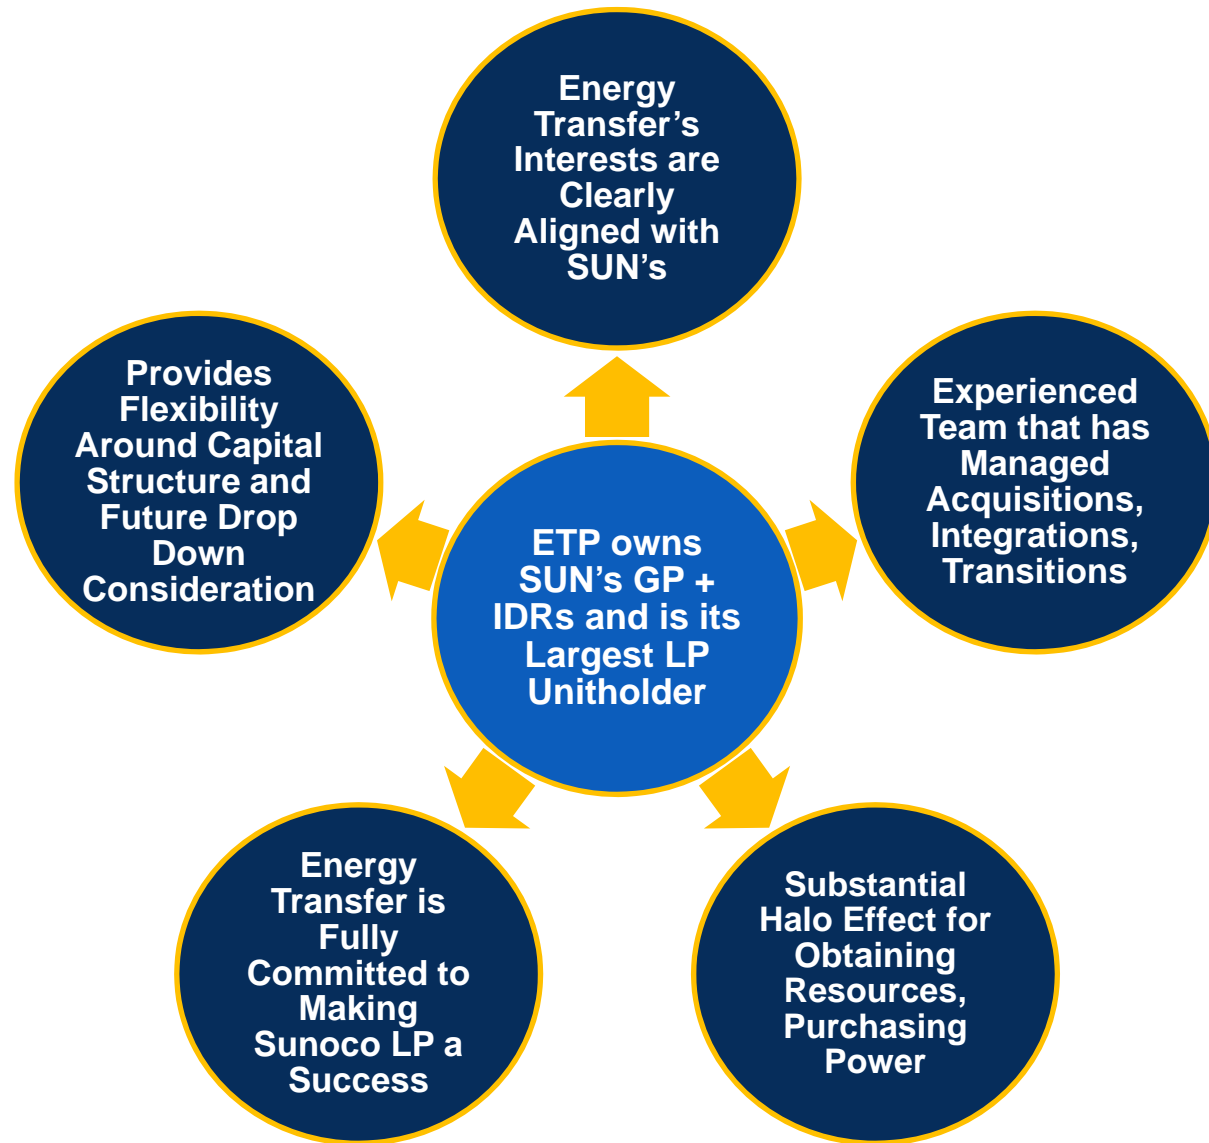 Energy
Transfer’s
Interests are
Clearly
Aligned with
SUN’s
Provides
Flexibility
Around Capital
Structure and
Future Drop
Down
Consideration
Experienced
Team that has
Managed
Acquisitions,
Integrations,
Transitions
ETP owns
SUN’s GP +
IDRs and is its
Largest LP
Unitholder
Energy
Transfer is
Fully
Committed to
Making
Sunoco LP a
Success
Substantial
Halo Effect for
Obtaining
Resources,
Purchasing
Power